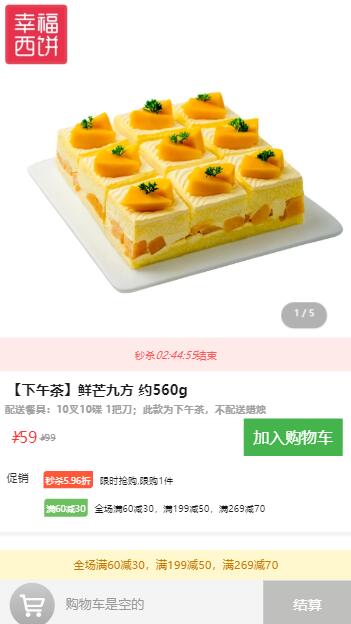 幸福
西饼
1 / 5
秒杀02:44:55结束
【下午茶】鲜芒九方 约560g
配送餐具：10叉10碟 1把刀；此款为下午茶，不配送蜡烛
¥59 ¥99
加入购物车
促销 秒杀5.96折 限时抢购,限购1件
满60减30 全场满60减30，满199减50，满269减70
全场满60减30，满199减50，满269减70
购物车是空的
结算